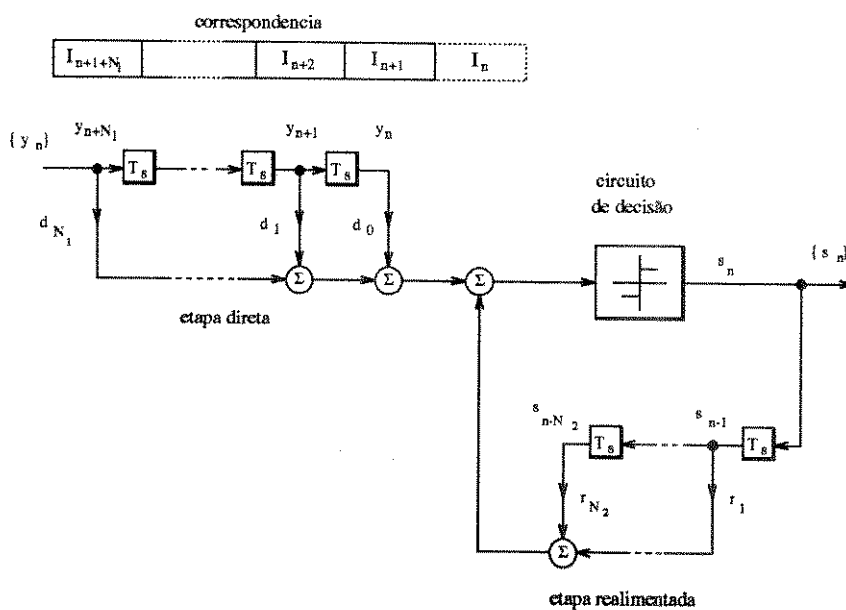 correspondencia
I_{n+1+N_1} I_{n+2} I_{n+1} I_n
{y_n} y_{n+N_1} y_{n+1} y_n
T_s T_s T_s
d_{N_1} d_1 d_0
circuito
de decisão
s_n {s_n}
Σ Σ Σ
etapa direta
s_{n-N_2} s_{n-1}
T_s T_s
r_{N_2} r_1
Σ
etapa realimentada